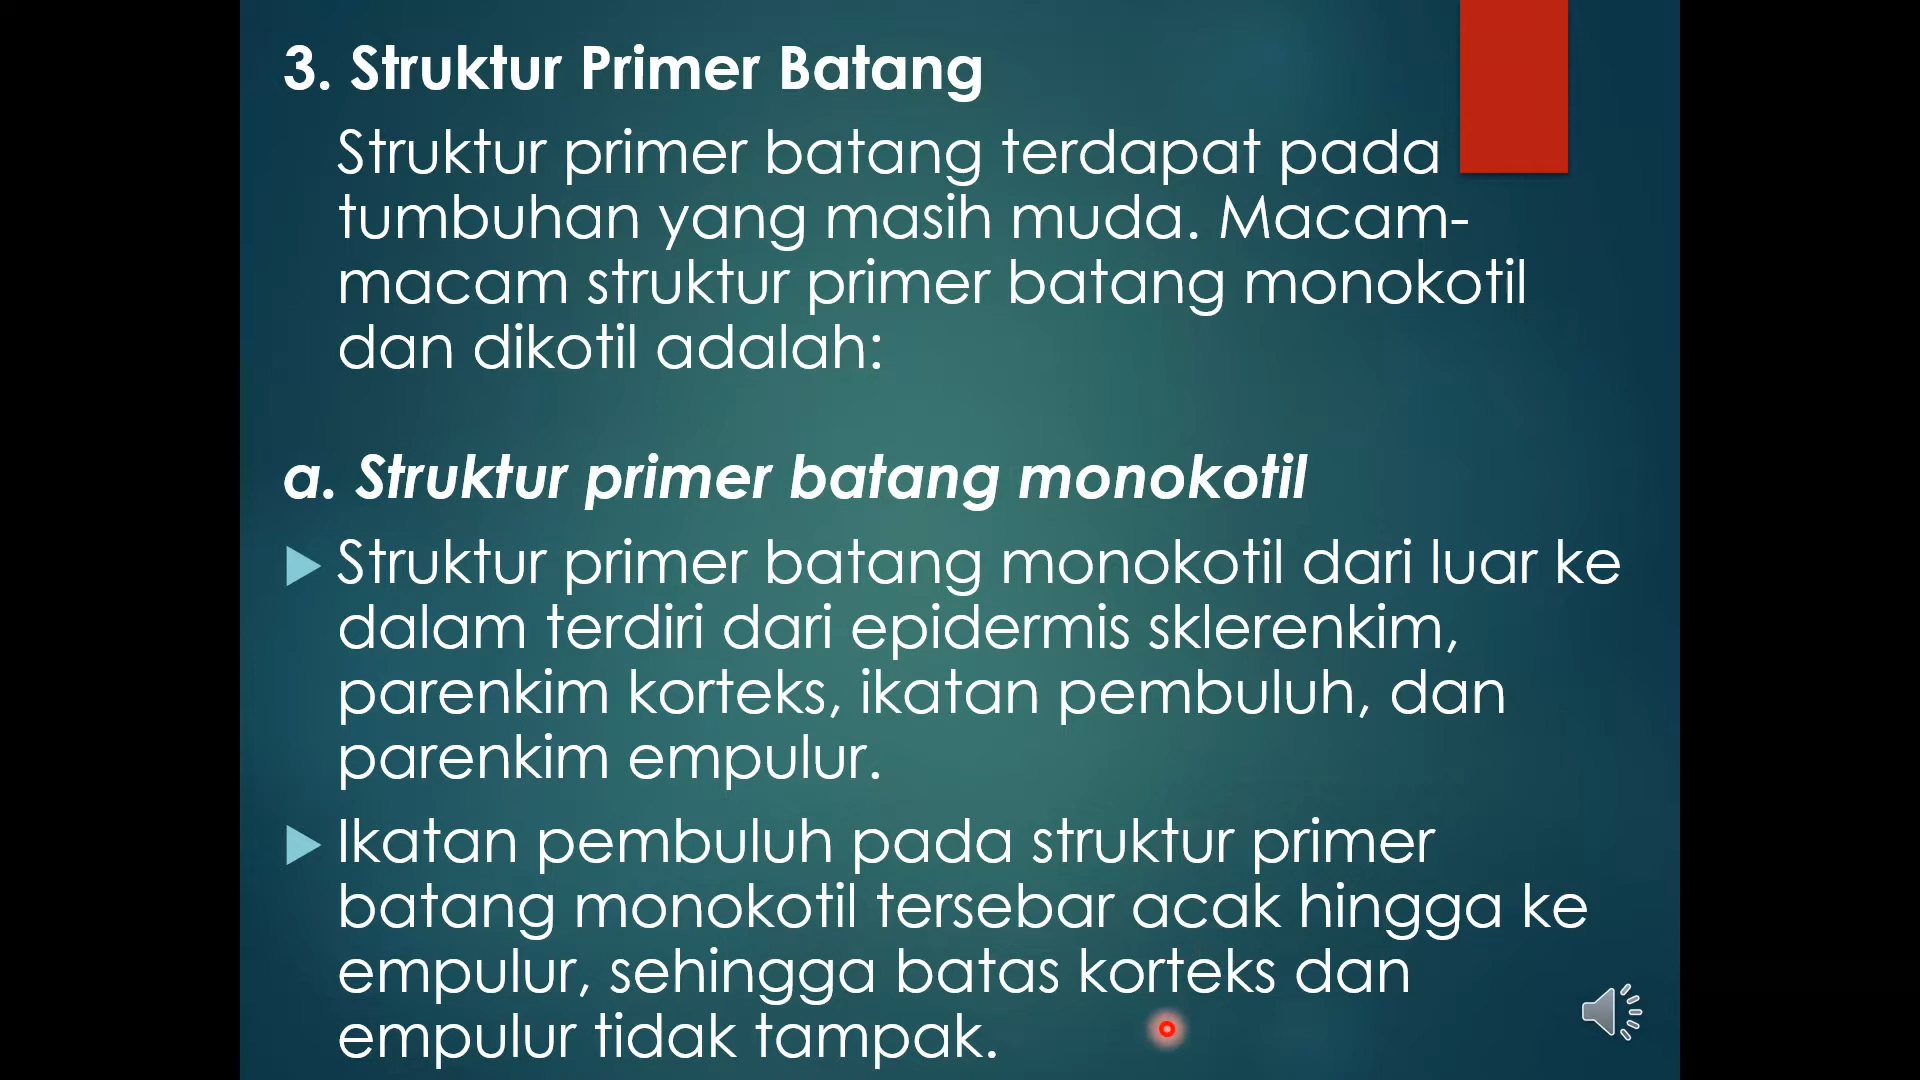 3. Struktur Primer Batang
Struktur primer batang terdapat pada
tumbuhan yang masih muda. Macam-
macam struktur primer batang monokotil
dan dikotil adalah:
a. Struktur primer batang monokotil
Struktur primer batang monokotil dari luar ke
dalam terdiri dari epidermis sklerenkim,
parenkim korteks, ikatan pembuluh, dan
parenkim empulur.
Ikatan pembuluh pada struktur primer
batang monokotil tersebar acak hingga ke
empulur, sehingga batas korteks dan
empulur tidak tampak.